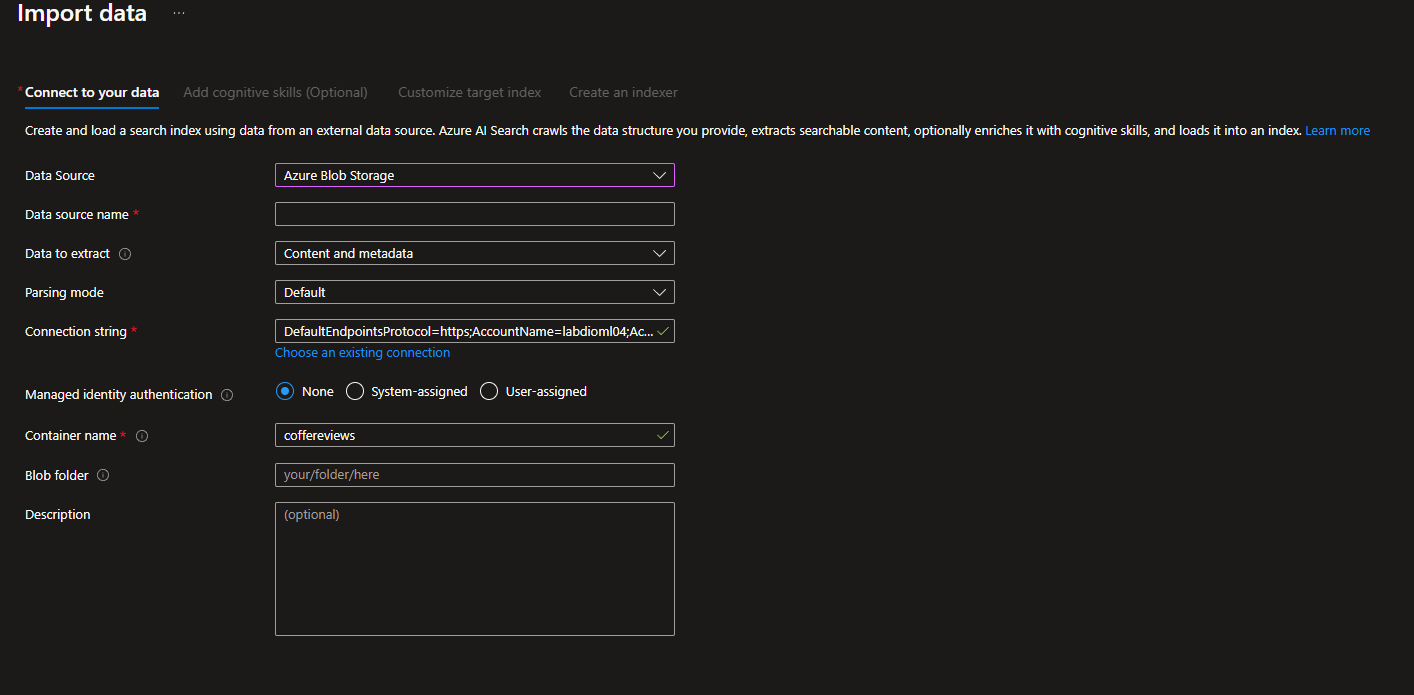 Import data ...
* Connect to your data Add cognitive skills (Optional) Customize target index Create an indexer
Create and load a search index using data from an external data source. Azure AI Search crawls the data structure you provide, extracts searchable content, optionally enriches it with cognitive skills, and loads it into an index. Learn more
Data Source Azure Blob Storage
Data source name *
Data to extract Content and metadata
Parsing mode Default
Connection string * DefaultEndpointsProtocol=https;AccountName=labdioml04;Ac...
Choose an existing connection
Managed identity authentication None System-assigned User-assigned
Container name * coffereviews
Blob folder your/folder/here
Description (optional)